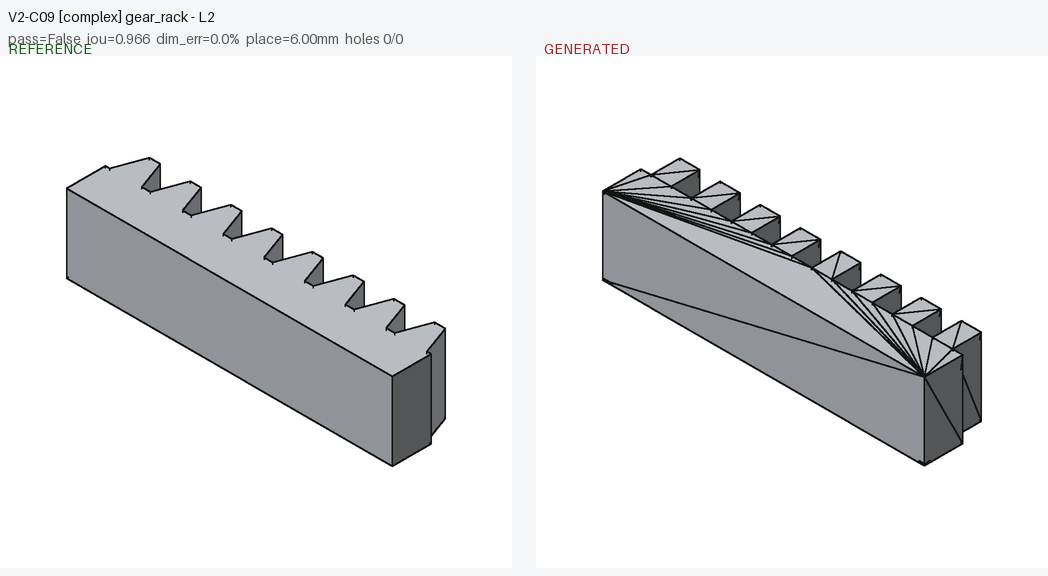 V2-C09 [complex] gear_rack - L2
pass=False iou=0.966 dim_err=0.0% place=6.00mm holes 0/0
REFERENCE
GENERATED